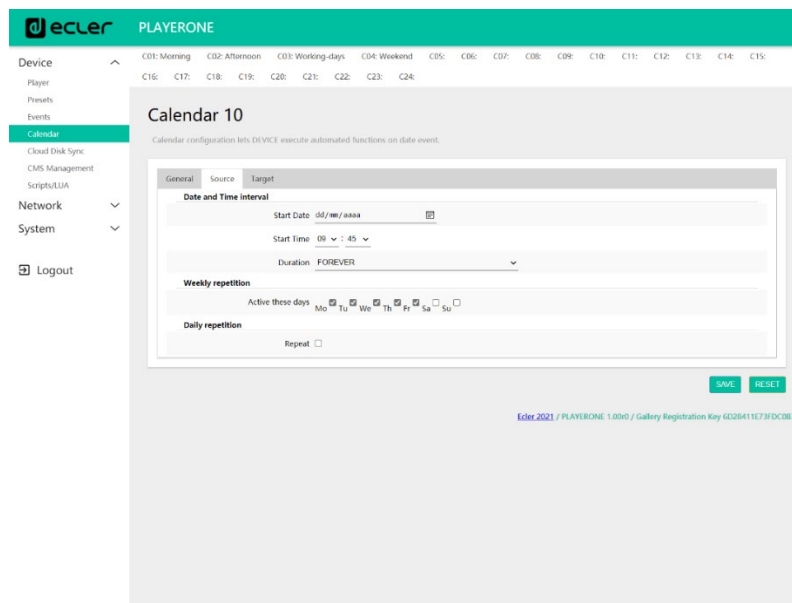 ecler PLAYERONE
Device
Player
Presets
Events
Calendar
Cloud Disk Sync
CMS Management
Scripts/LUA
Network
System
Logout
C01: Morning C02: Afternoon C03: Working-days C04: Weekend C05: C06: C07: C08: C09: C10: C11: C12: C13: C14: C15:
C16: C17: C18: C19: C20: C21: C22: C23: C24:
Calendar 10
Calendar configuration lets DEVICE execute automated functions on date event.
General Source Target
Date and Time interval
Start Date dd/mm/aaaa
Start Time 09 : 45
Duration FOREVER
Weekly repetition
Active these days Mo Tu We Th Fr Sa Su
Daily repetition
Repeat
SAVE RESET
Ecler 2021 / PLAYERONE 1.00r0 / Gallery Registration Key